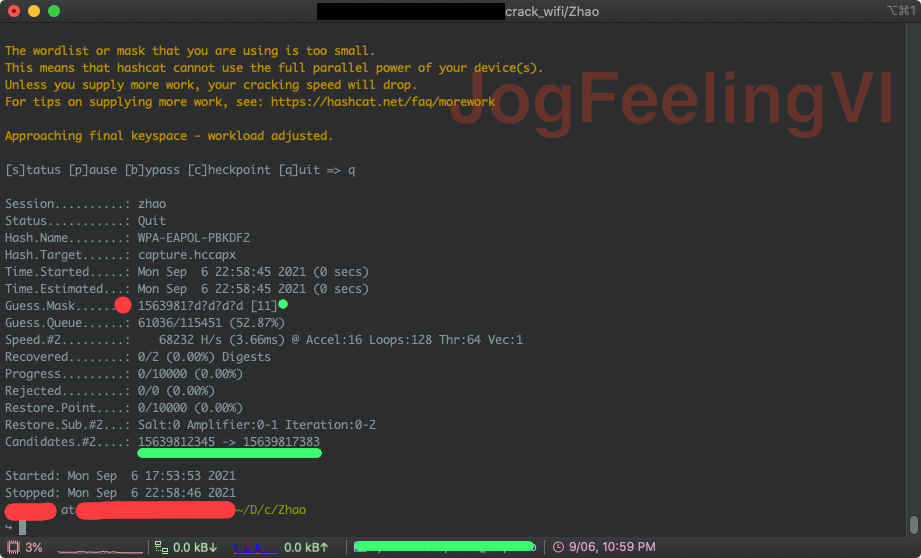 crack_wifi/Zhao
⌥⌘1
The wordlist or mask that you are using is too small.
This means that hashcat cannot use the full parallel power of your device(s).
Unless you supply more work, your cracking speed will drop.
For tips on supplying more work, see: https://hashcat.net/faq/morework
JogFeelingVI
Approaching final keyspace - workload adjusted.
[s]tatus [p]ause [b]ypass [c]heckpoint [q]uit => q
Session..........: zhao
Status...........: Quit
Hash.Name........: WPA-EAPOL-PBKDF2
Hash.Target......: capture.hccapx
Time.Started.....: Mon Sep  6 22:58:45 2021 (0 secs)
Time.Estimated...: Mon Sep  6 22:58:45 2021 (0 secs)
Guess.Mask...... 1563981?d?d?d?d [11]
Guess.Queue......: 61036/115451 (52.87%)
Speed.#2.........:    68232 H/s (3.66ms) @ Accel:16 Loops:128 Thr:64 Vec:1
Recovered........: 0/2 (0.00%) Digests
Progress.........: 0/10000 (0.00%)
Rejected.........: 0/0 (0.00%)
Restore.Point....: 0/10000 (0.00%)
Restore.Sub.#2...: Salt:0 Amplifier:0-1 Iteration:0-2
Candidates.#2....: 15639812345 -> 15639817383
Started: Mon Sep  6 17:53:53 2021
Stopped: Mon Sep  6 22:58:46 2021
at ~/D/c/Zhao
↪
3% 0.0 kB↓ 0.0 kB↑ 9/06, 10:59 PM